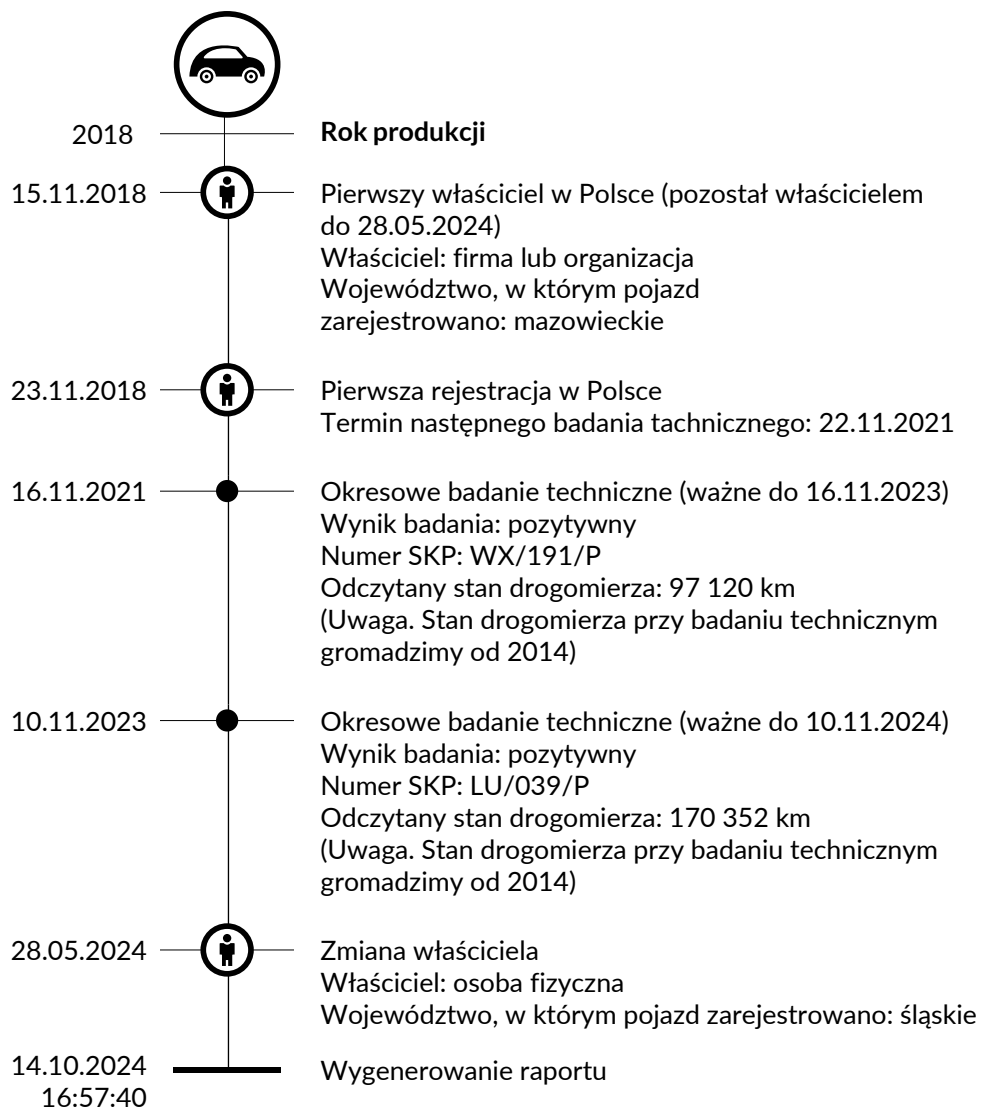 2018
Rok produkcji
15.11.2018
Pierwszy właściciel w Polsce (pozostał właścicielem
do 28.05.2024)
Właściciel: firma lub organizacja
Województwo, w którym pojazd
zarejestrowano: mazowieckie
23.11.2018
Pierwsza rejestracja w Polsce
Termin następnego badania tachnicznego: 22.11.2021
16.11.2021
Okresowe badanie techniczne (ważne do 16.11.2023)
Wynik badania: pozytywny
Numer SKP: WX/191/P
Odczytany stan drogomierza: 97 120 km
(Uwaga. Stan drogomierza przy badaniu technicznym
gromadzimy od 2014)
10.11.2023
Okresowe badanie techniczne (ważne do 10.11.2024)
Wynik badania: pozytywny
Numer SKP: LU/039/P
Odczytany stan drogomierza: 170 352 km
(Uwaga. Stan drogomierza przy badaniu technicznym
gromadzimy od 2014)
28.05.2024
Zmiana właściciela
Właściciel: osoba fizyczna
Województwo, w którym pojazd zarejestrowano: śląskie
14.10.2024
16:57:40
Wygenerowanie raportu